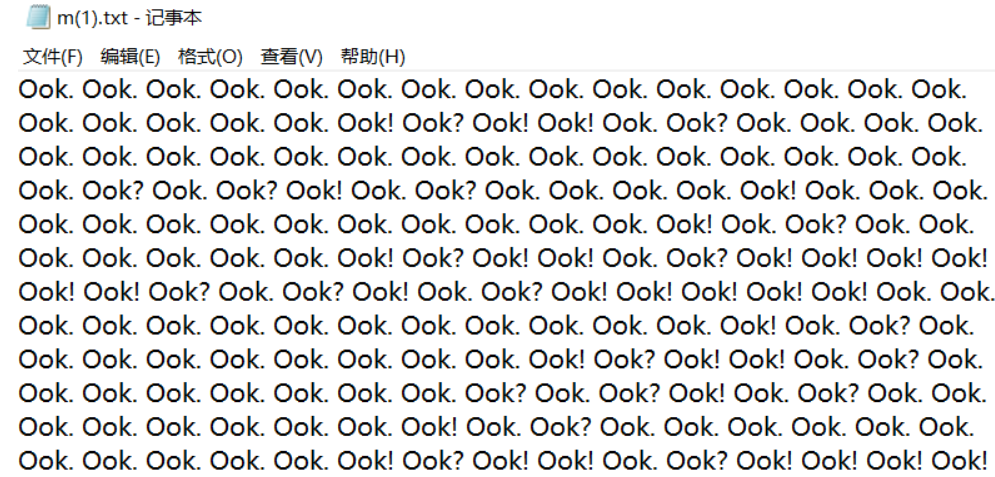 m(1).txt - 记事本
文件(F) 编辑(E) 格式(O) 查看(V) 帮助(H)
Ook. Ook. Ook. Ook. Ook. Ook. Ook. Ook. Ook. Ook. Ook. Ook. Ook. Ook. Ook.
Ook. Ook. Ook. Ook. Ook. Ook! Ook? Ook! Ook! Ook. Ook? Ook. Ook. Ook. Ook.
Ook. Ook. Ook. Ook. Ook. Ook. Ook. Ook. Ook. Ook. Ook. Ook. Ook. Ook. Ook.
Ook. Ook? Ook. Ook? Ook! Ook. Ook? Ook. Ook. Ook. Ook. Ook! Ook. Ook. Ook.
Ook. Ook. Ook. Ook. Ook. Ook. Ook. Ook. Ook. Ook. Ook! Ook. Ook? Ook. Ook.
Ook. Ook. Ook. Ook. Ook. Ook! Ook? Ook! Ook! Ook. Ook? Ook! Ook! Ook! Ook!
Ook! Ook! Ook? Ook. Ook? Ook! Ook. Ook? Ook! Ook! Ook! Ook! Ook! Ook. Ook.
Ook. Ook. Ook. Ook. Ook. Ook. Ook. Ook. Ook. Ook. Ook. Ook! Ook. Ook? Ook.
Ook. Ook. Ook. Ook. Ook. Ook. Ook. Ook. Ook! Ook? Ook! Ook! Ook. Ook? Ook.
Ook. Ook. Ook. Ook. Ook. Ook. Ook. Ook? Ook. Ook? Ook! Ook. Ook? Ook. Ook.
Ook. Ook. Ook. Ook. Ook. Ook. Ook! Ook. Ook? Ook. Ook. Ook. Ook. Ook. Ook.
Ook. Ook. Ook. Ook. Ook. Ook! Ook? Ook! Ook! Ook. Ook? Ook! Ook! Ook! Ook!